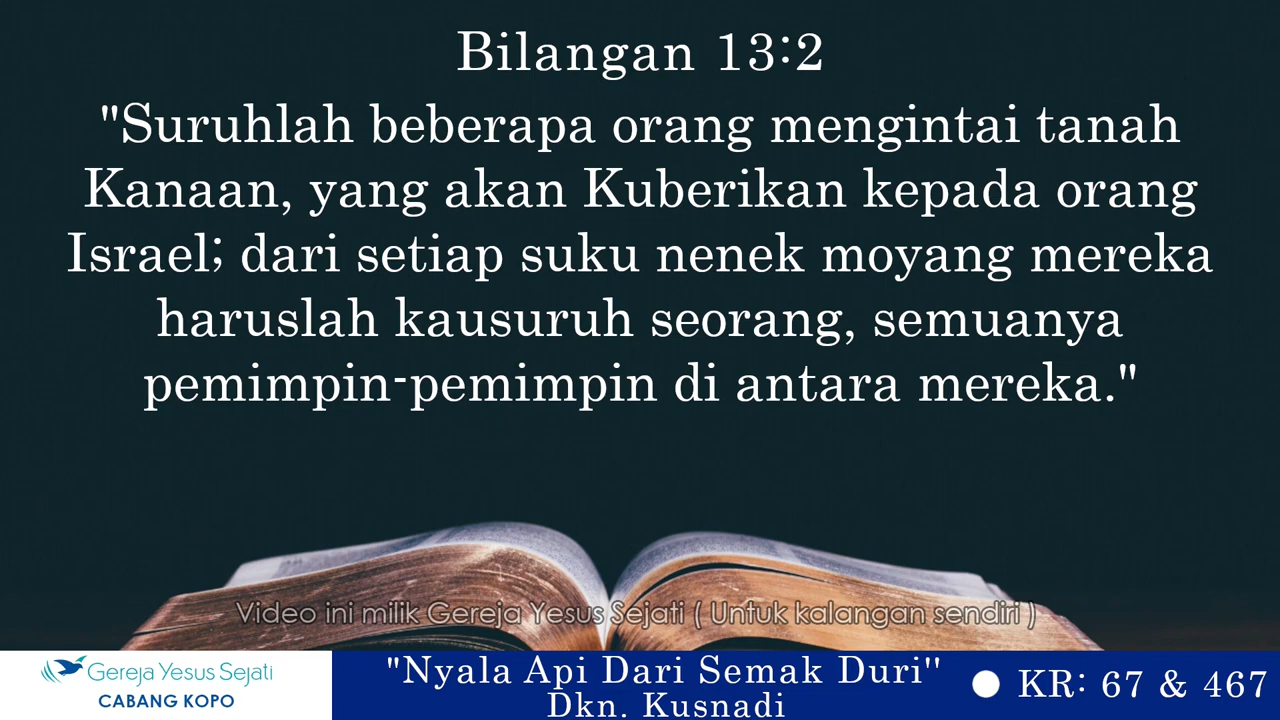 Bilangan 13:2
"Suruhlah beberapa orang mengintai tanah
Kanaan, yang akan Kuberikan kepada orang
Israel; dari setiap suku nenek moyang mereka
haruslah kausuruh seorang, semuanya
pemimpin-pemimpin di antara mereka."
Video ini milik Gereja Yesus Sejati ( Untuk kalangan sendiri )
Gereja Yesus Sejati
CABANG KOPO
"Nyala Api Dari Semak Duri"
Dkn. Kusnadi
KR: 67 & 467